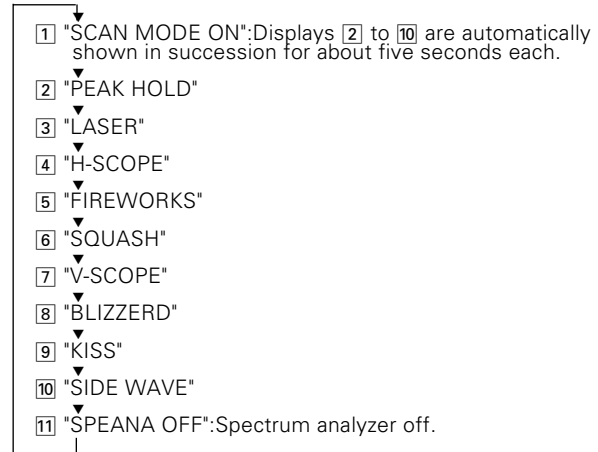 1 "SCAN MODE ON":Displays 2 to 10 are automatically
shown in succession for about five seconds each.
2 "PEAK HOLD"
3 "LASER"
4 "H-SCOPE"
5 "FIREWORKS"
6 "SQUASH"
7 "V-SCOPE"
8 "BLIZZERD"
9 "KISS"
10 "SIDE WAVE"
11 "SPEANA OFF":Spectrum analyzer off.